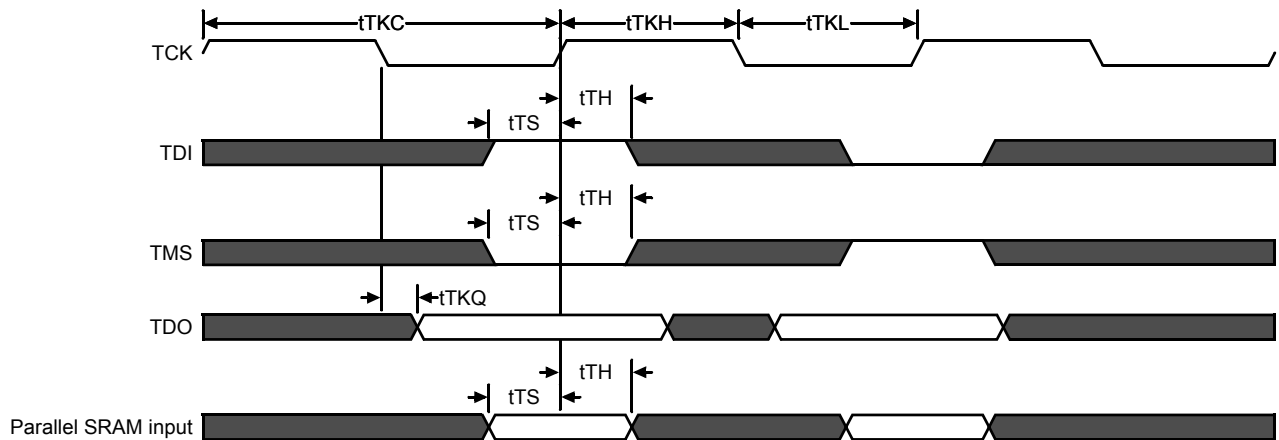 tTKC tTKH tTKL
TCK
tTH
tTS
TDI
tTH
tTS
TMS
tTKQ
TDO
tTH
tTS
Parallel SRAM input